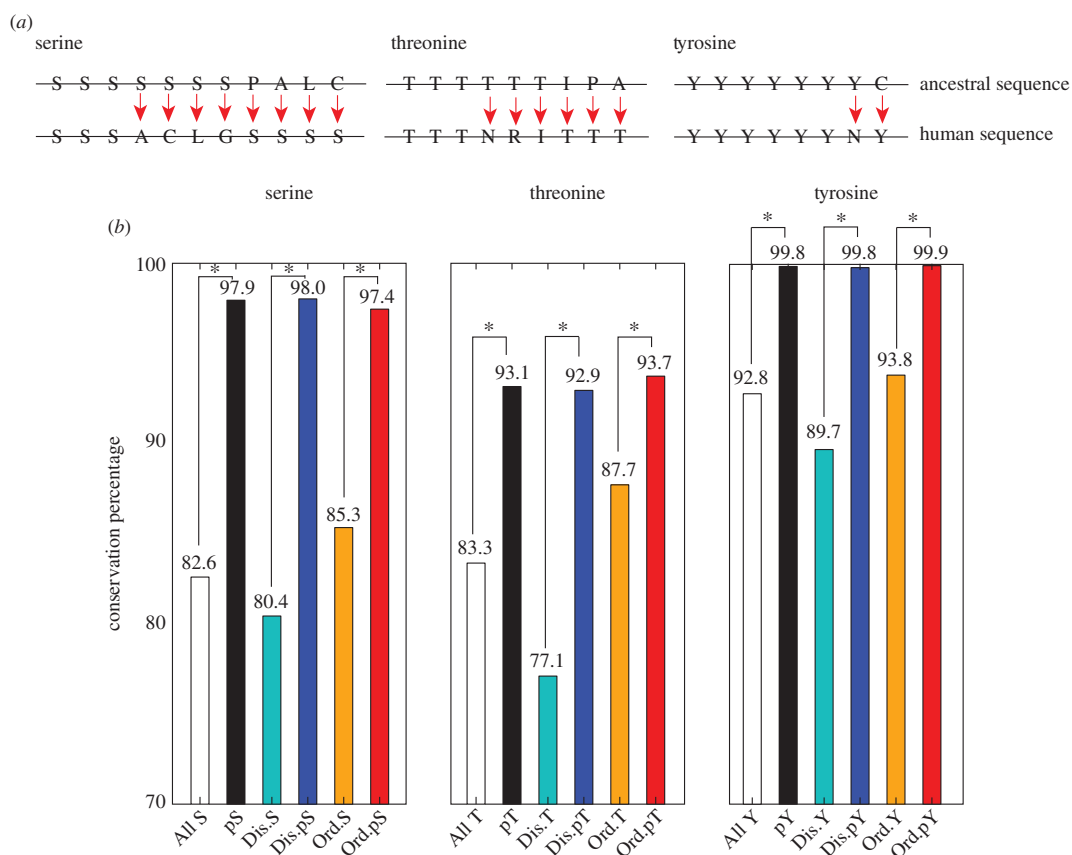 (a)
serine threonine tyrosine
S S S S S S S P A L C T T T T T T I P A Y Y Y Y Y Y Y C ancestral sequence
S S S A C L G S S S S T T T N R I T T T Y Y Y Y Y Y N Y human sequence
serine threonine tyrosine
(b)
conservation percentage
100
90
80
70
* * *
97.9 98.0 97.4
82.6 80.4 85.3
All S pS Dis.S Dis.pS Ord.S Ord.pS
* * *
93.1 92.9 93.7
83.3 77.1 87.7
All T pT Dis.T Dis.pT Ord.T Ord.pT
* * *
99.8 99.8 99.9
92.8 89.7 93.8
All Y pY Dis.Y Dis.pY Ord.Y Ord.pY